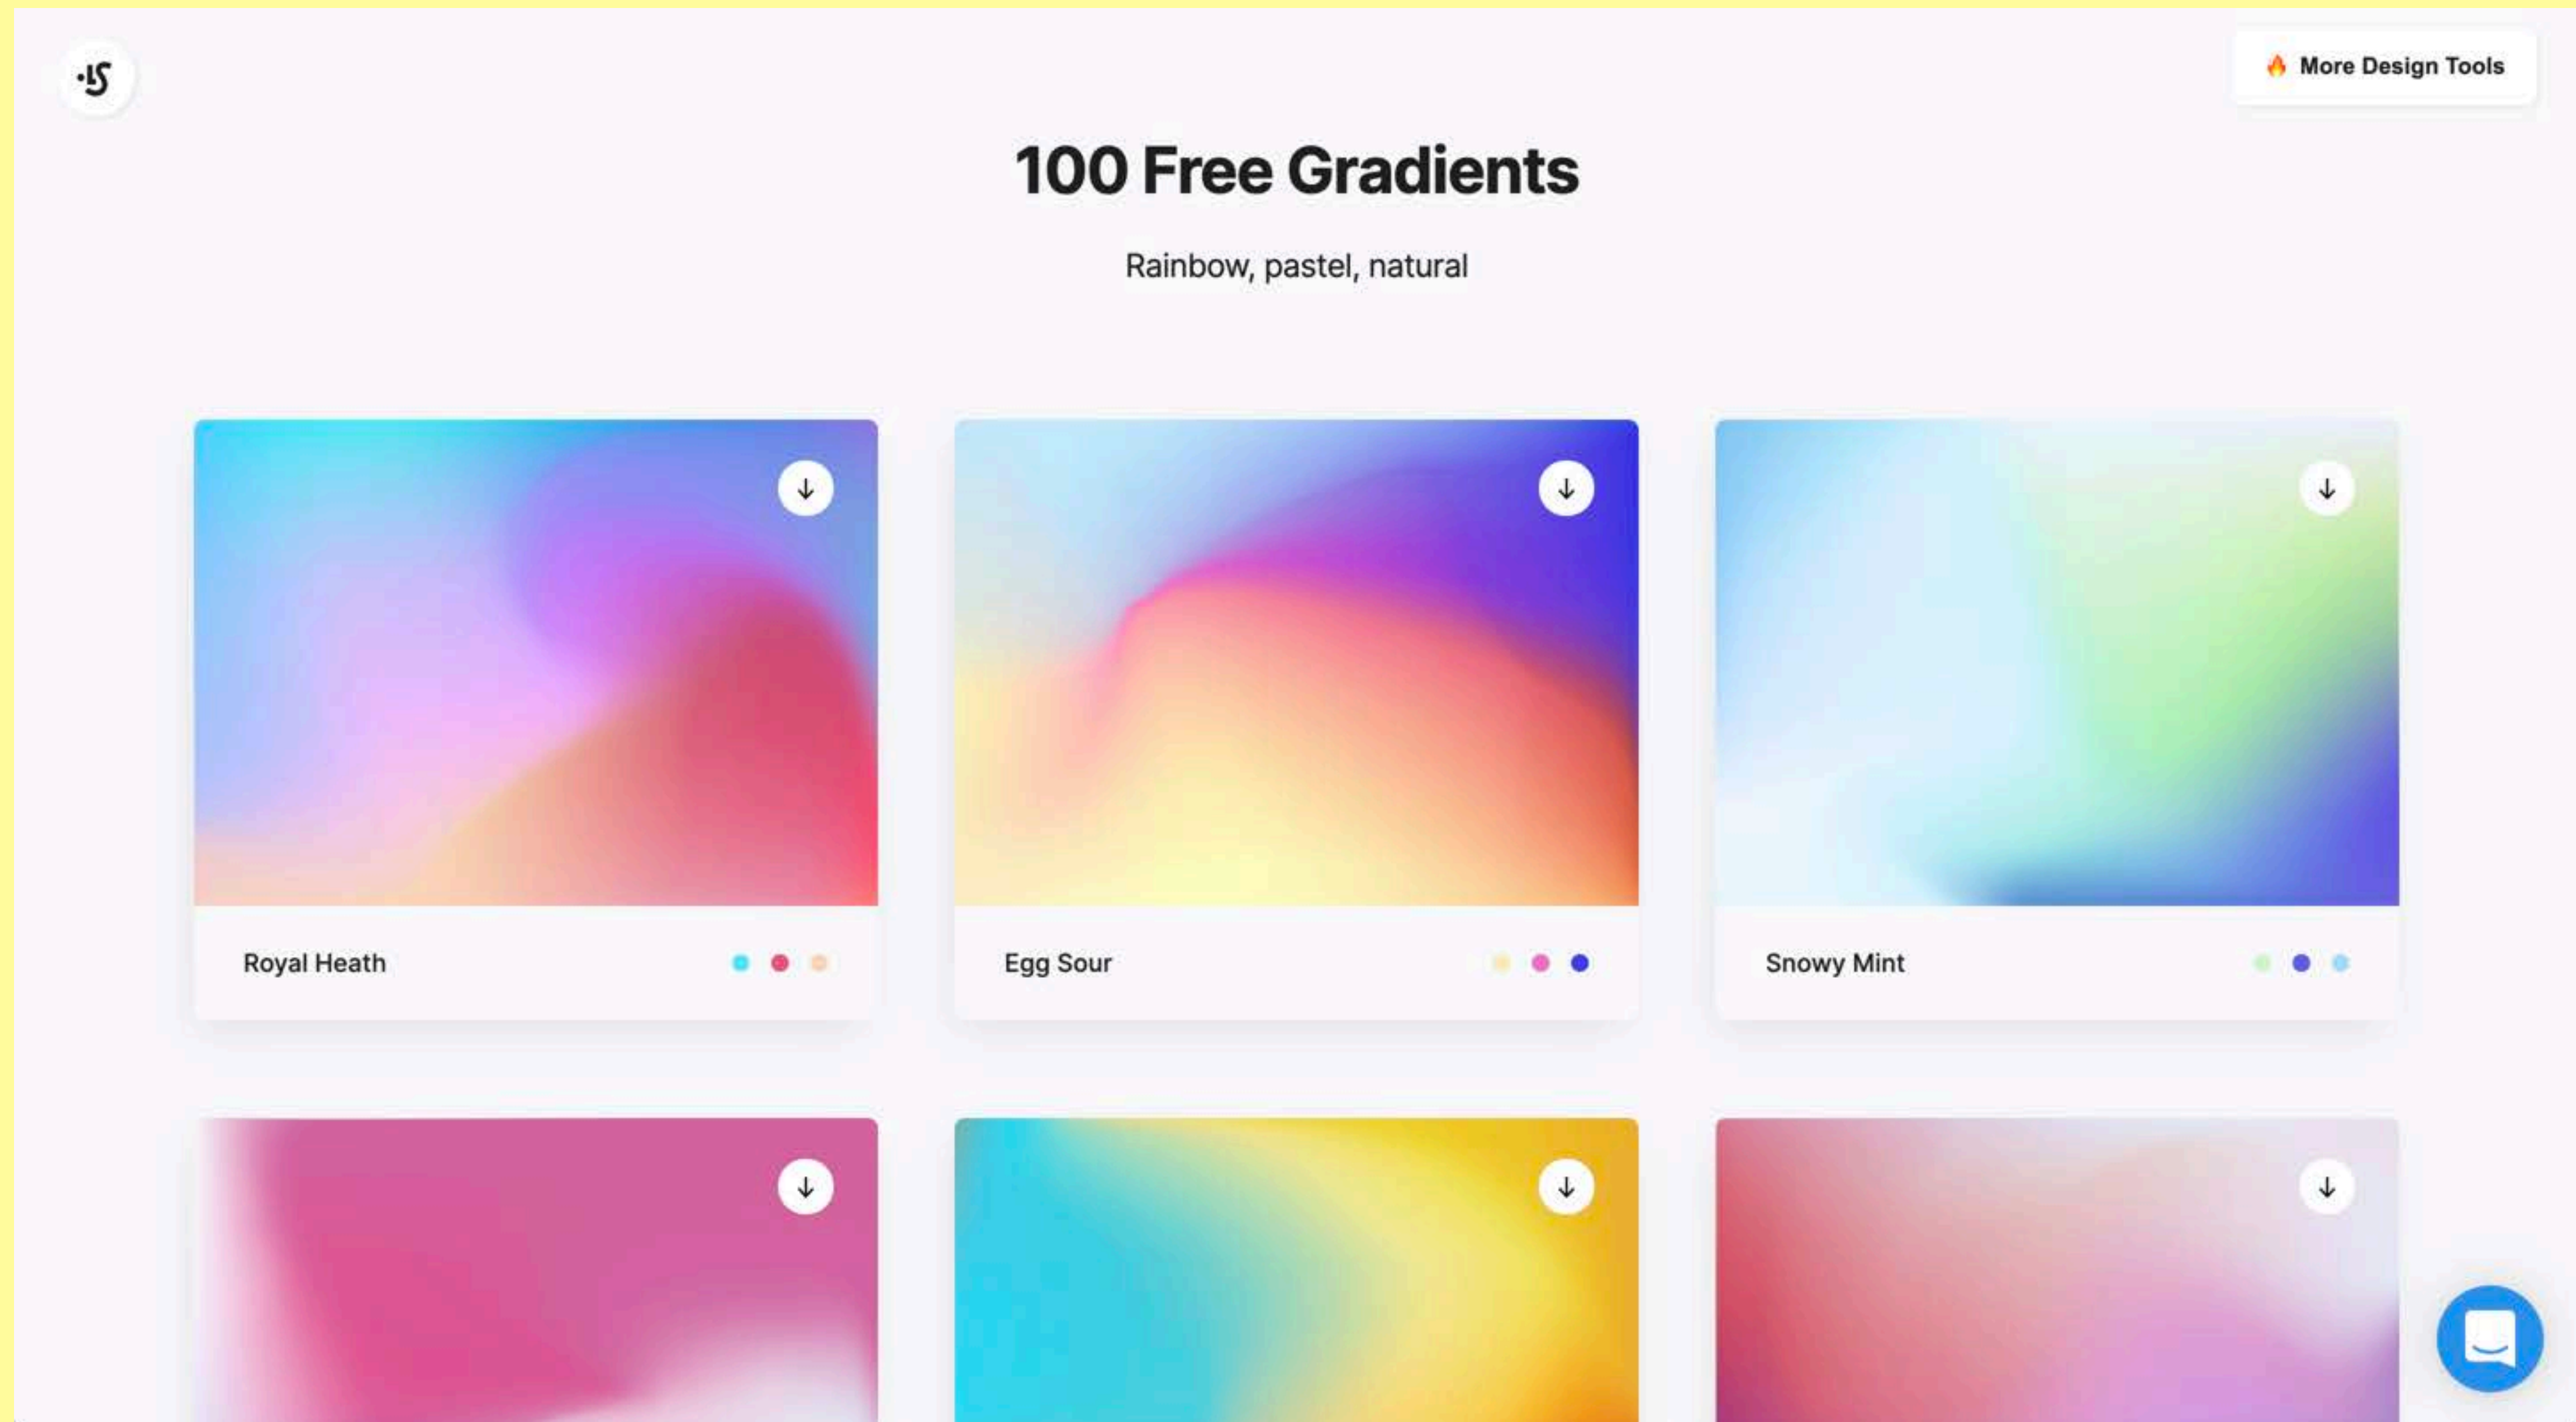 🔥 More Design Tools
100 Free Gradients
Rainbow, pastel, natural
Royal Heath
Egg Sour
Snowy Mint